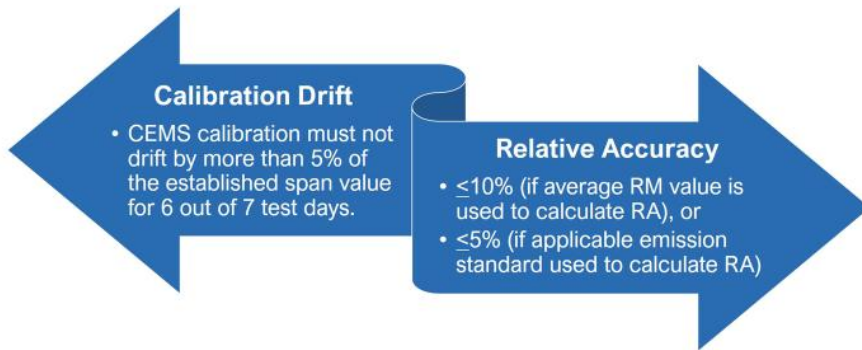 Calibration Drift
• CEMS calibration must not
drift by more than 5% of
the established span value
for 6 out of 7 test days.
Relative Accuracy
• ≤10% (if average RM value is
used to calculate RA), or
• ≤5% (if applicable emission
standard used to calculate RA)